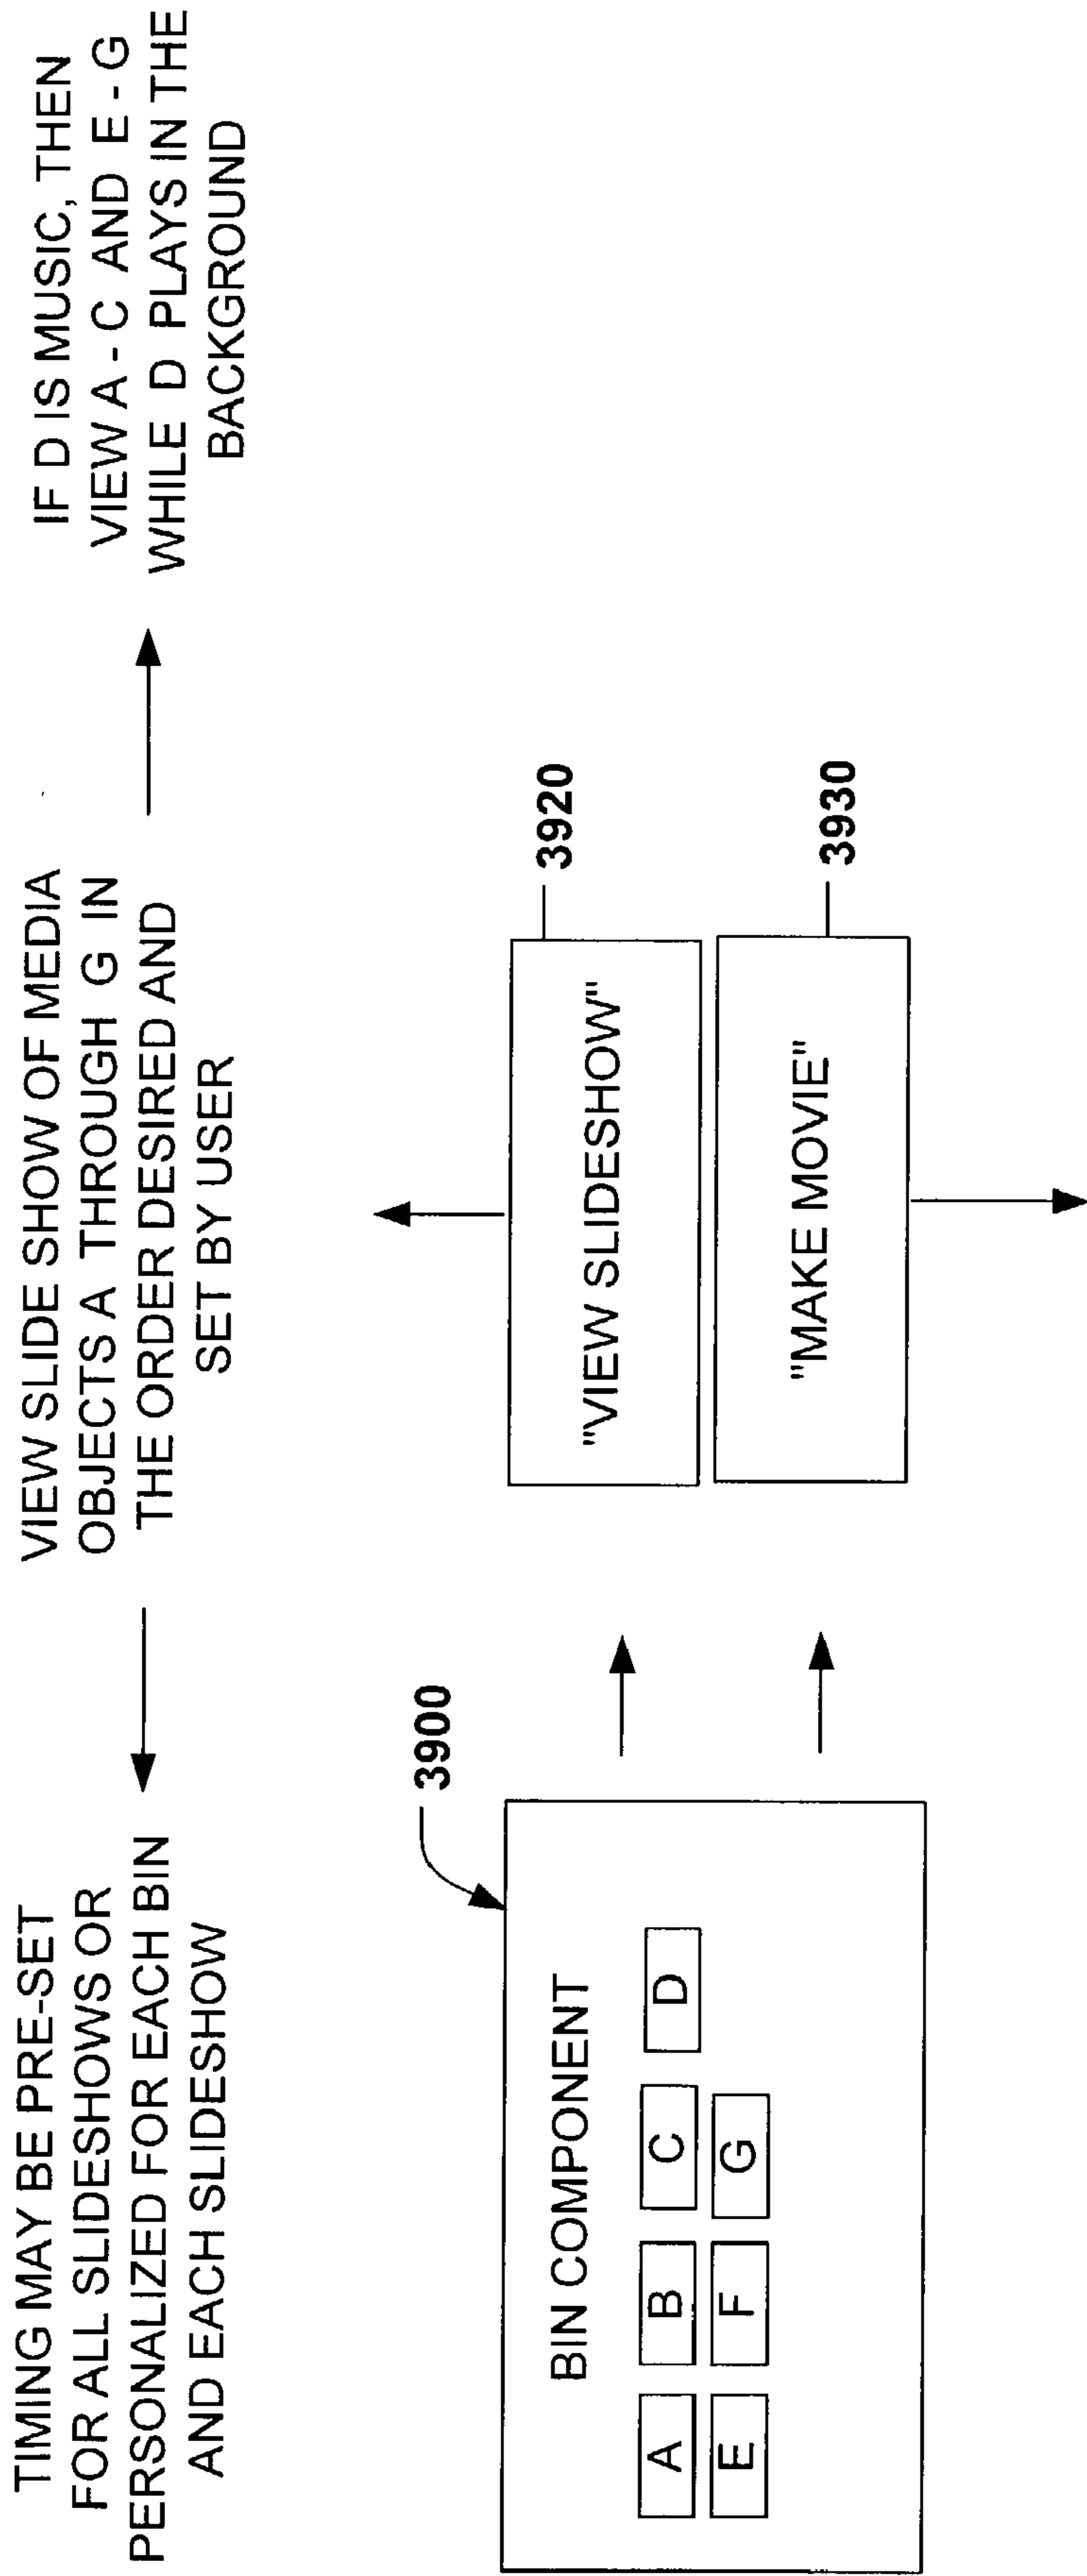 TIMING MAY BE PRE-SET
FOR ALL SLIDESHOWS OR
PERSONALIZED FOR EACH BIN
AND EACH SLIDESHOW
VIEW SLIDE SHOW OF MEDIA
OBJECTS A THROUGH G IN
THE ORDER DESIRED AND
SET BY USER
IF D IS MUSIC, THEN
VIEW A - C AND E - G
WHILE D PLAYS IN THE
BACKGROUND
3900
BIN COMPONENT
A B C D
E F G
"VIEW SLIDESHOW"
3920
"MAKE MOVIE"
3930